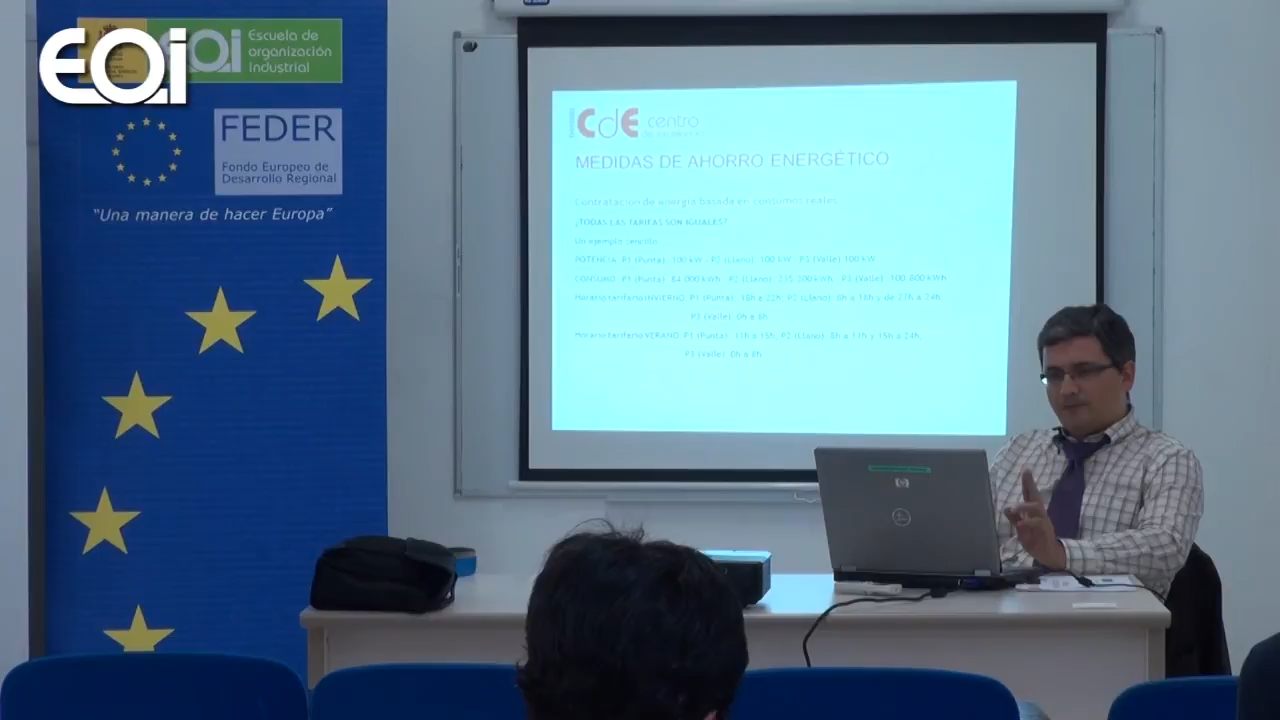 EOI
EOI
Escuela de
organización
industrial
FEDER
Fondo Europeo de
Desarrollo Regional
"Una manera de hacer Europa"
CdE centro
MEDIDAS DE AHORRO ENERGÉTICO
Contratación de energía basada en consumos reales
¿TODAS LAS TARIFAS SON IGUALES?
Un ejemplo sencillo
POTENCIA: P1 (Punta): 100 kW - P2 (Llano): 100 kW - P3 (Valle) 100 kW
CONSUMO: P1 (Punta): 84.000 kWh - P2 (Llano): 235.200 kWh - P3 (Valle): 100.800 kWh
Horario tarifario INVIERNO: P1 (Punta): 18h a 22h; P2 (Llano): 8h a 18h y de 22h a 24h
P3 (Valle): 0h a 8h
Horario tarifario VERANO: P1 (Punta): 11h a 15h; P2 (Llano): 8h a 11h y 15h a 24h;
P3 (Valle): 0h a 8h
hp